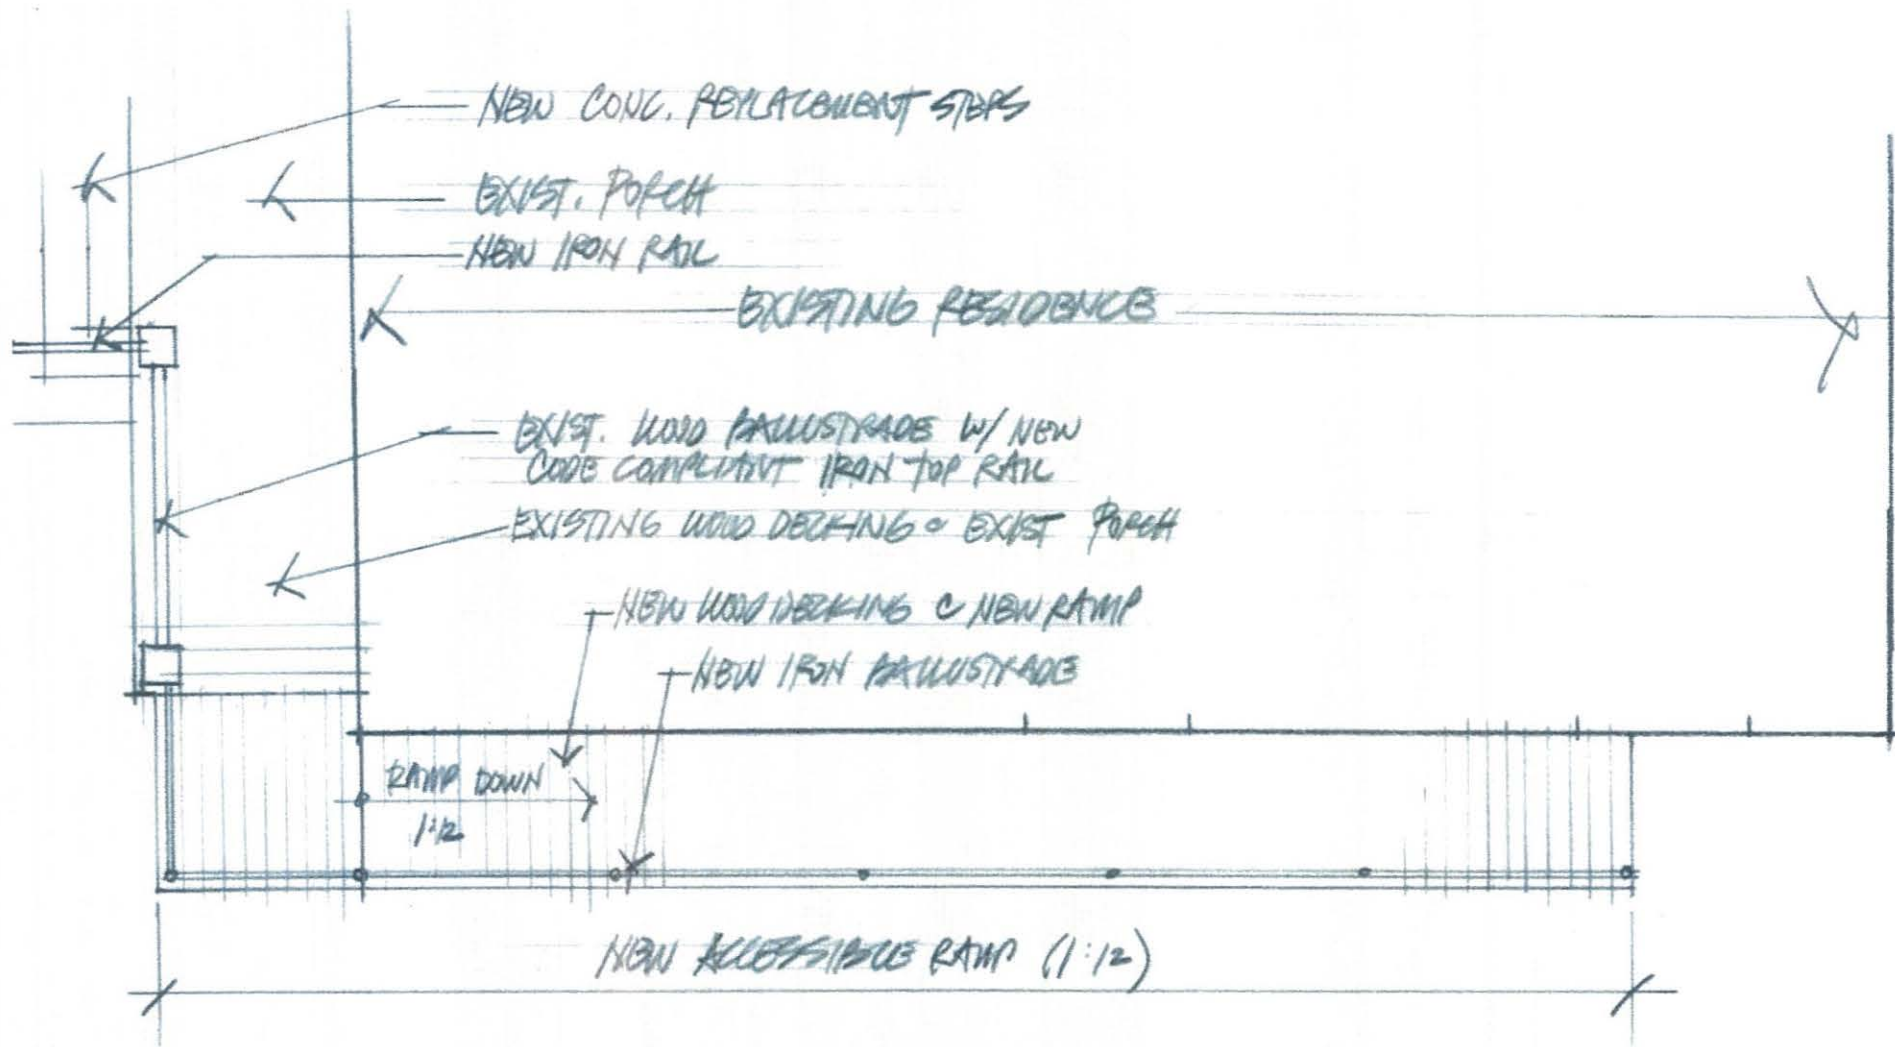 NEW CONC. REPLACEMENT STEPS
EXIST. PORCH
NEW IRON RAIL
EXISTING RESIDENCE
EXIST. WOOD BALLUSTRADE W/ NEW
CODE COMPLIANT IRON TOP RAIL
EXISTING WOOD DECKING @ EXIST PORCH
NEW WOOD DECKING @ NEW RAMP
NEW IRON BALLUSTRADE
RAMP DOWN
1:12
NEW ACCESSIBLE RAMP (1:12)